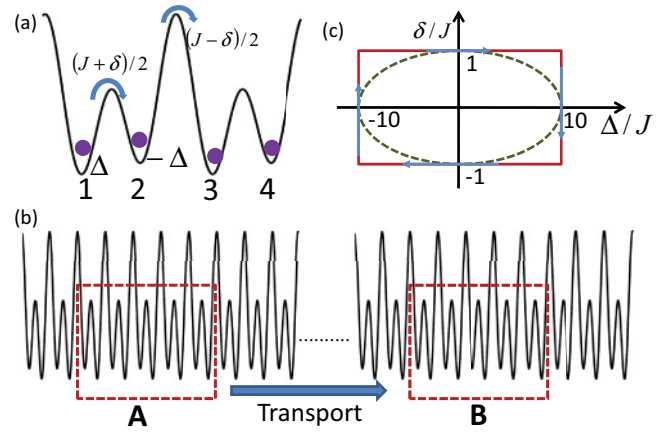 (a)
(J + δ)/2
(J − δ)/2
Δ
− Δ
1 2 3 4
(c)
δ/J
1
-10
10
Δ/J
-1
(b)
..........
A
Transport
B